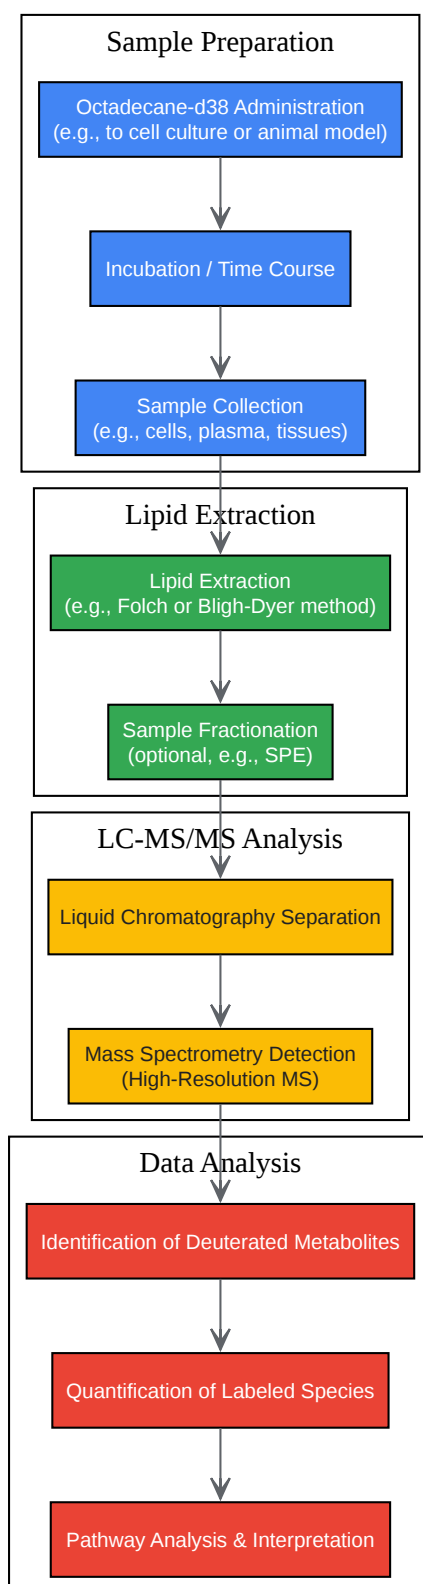 Sample Preparation
Octadecane-d38 Administration
(e.g., to cell culture or animal model)
Incubation / Time Course
Sample Collection
(e.g., cells, plasma, tissues)
Lipid Extraction
Lipid Extraction
(e.g., Folch or Bligh-Dyer method)
Sample Fractionation
(optional, e.g., SPE)
LC-MS/MS Analysis
Liquid Chromatography Separation
Mass Spectrometry Detection
(High-Resolution MS)
Data Analysis
Identification of Deuterated Metabolites
Quantification of Labeled Species
Pathway Analysis & Interpretation